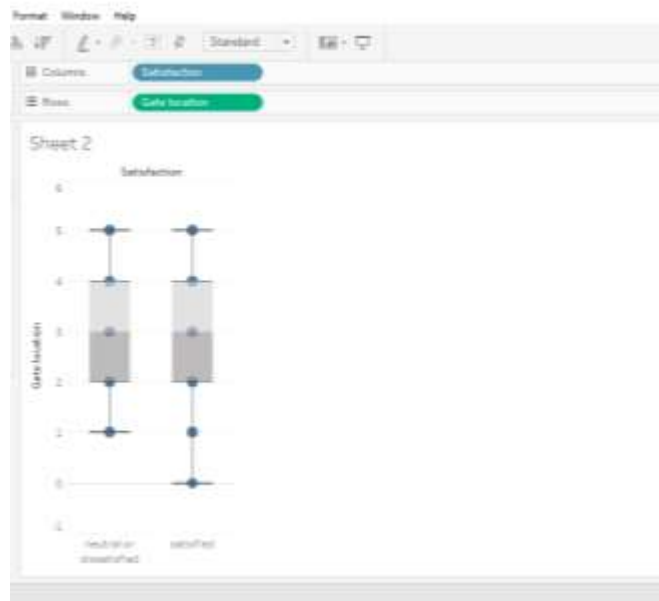 Format Window Help
Standard
Columns Satisfaction
Rows Gate location
Sheet 2
Satisfaction
6
5
4
3
2
1
0
-1
Gate location
neutral or
dissatisfied
satisfied